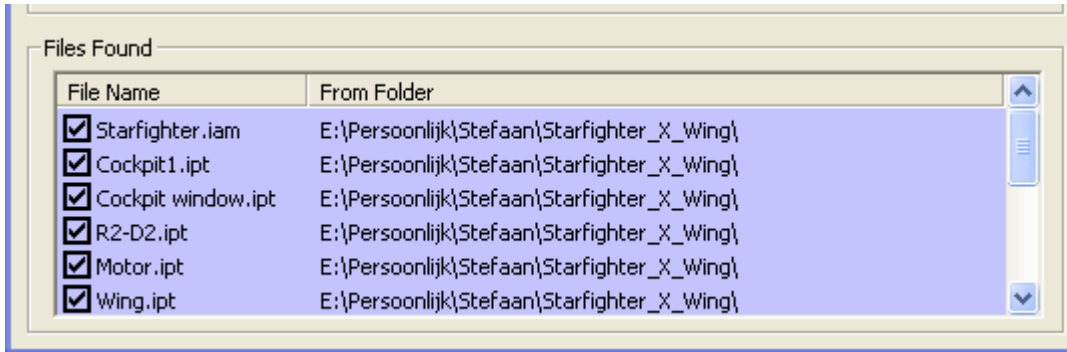 Files Found
File Name From Folder
Starfighter.iam E:\Persoonlijk\Stefaan\Starfighter_X_Wing\
Cockpit1.ipt E:\Persoonlijk\Stefaan\Starfighter_X_Wing\
Cockpit window.ipt E:\Persoonlijk\Stefaan\Starfighter_X_Wing\
R2-D2.ipt E:\Persoonlijk\Stefaan\Starfighter_X_Wing\
Motor.ipt E:\Persoonlijk\Stefaan\Starfighter_X_Wing\
Wing.ipt E:\Persoonlijk\Stefaan\Starfighter_X_Wing\